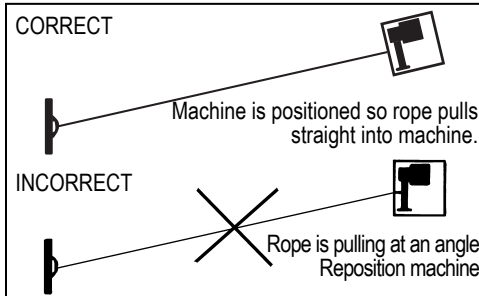 CORRECT
Machine is positioned so rope pulls
straight into machine.
INCORRECT
Rope is pulling at an angle
Reposition machine